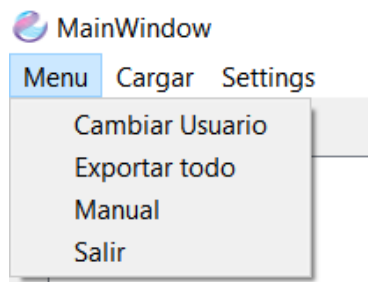 MainWindow
Menu Cargar Settings
Cambiar Usuario
Exportar todo
Manual
Salir